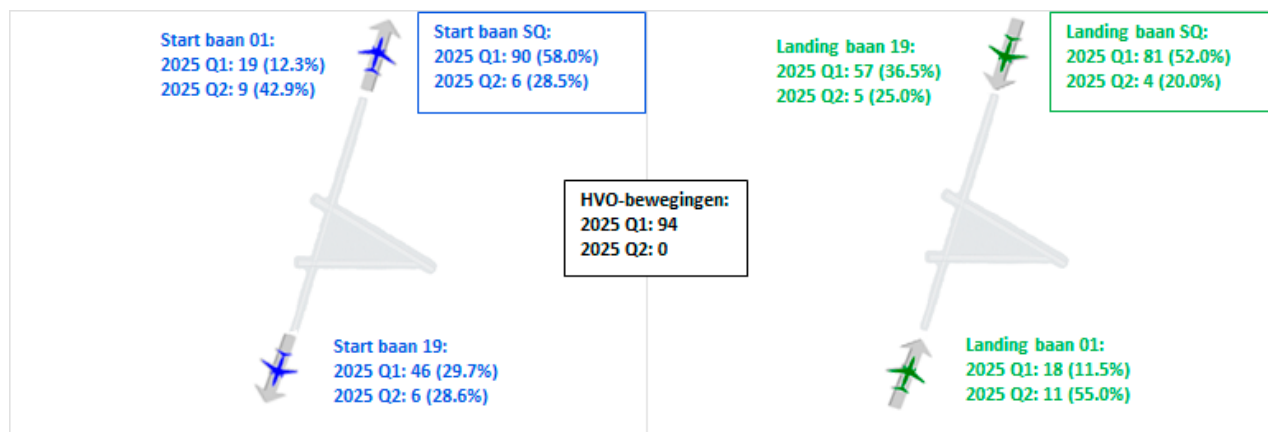 Start baan 01:
2025 Q1: 19 (12.3%)
2025 Q2: 9 (42.9%)
Start baan SQ:
2025 Q1: 90 (58.0%)
2025 Q2: 6 (28.5%)
Landing baan 19:
2025 Q1: 57 (36.5%)
2025 Q2: 5 (25.0%)
Landing baan SQ:
2025 Q1: 81 (52.0%)
2025 Q2: 4 (20.0%)
HVO-bewegingen:
2025 Q1: 94
2025 Q2: 0
Start baan 19:
2025 Q1: 46 (29.7%)
2025 Q2: 6 (28.6%)
Landing baan 01:
2025 Q1: 18 (11.5%)
2025 Q2: 11 (55.0%)